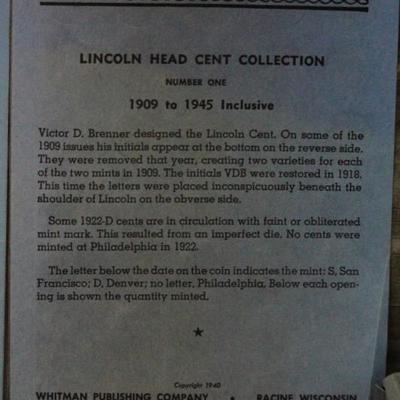 LINCOLN HEAD CENT COLLECTION
NUMBER ONE
1909 to 1945 Inclusive
Victor D. Brenner designed the Lincoln Cent. On some of the
1909 issues his initials appear at the bottom on the reverse side.
They were removed that year, creating two varieties for each
of the two mints in 1909. The initials VDB were restored in 1918.
This time the letters were placed inconspicuously beneath the
shoulder of Lincoln on the obverse side.
Some 1922-D cents are in circulation with faint or obliterated
mint mark. This resulted from an imperfect die. No cents were
minted at Philadelphia in 1922.
The letter below the date on the coin indicates the mint: S, San
Francisco; D, Denver; no letter, Philadelphia. Below each open-
ing is shown the quantity minted.
★
Copyright 1940
WHITMAN PUBLISHING COMPANY • RACINE WISCONSIN